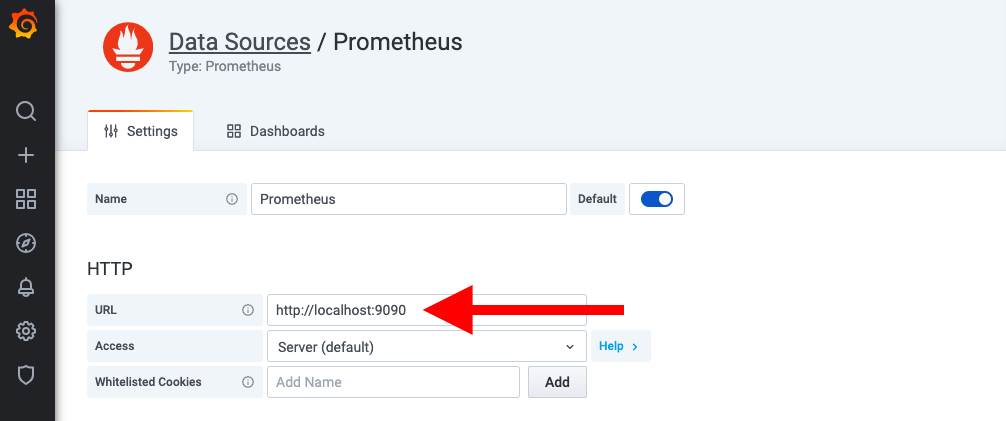 Data Sources / Prometheus
Type: Prometheus
Settings
Dashboards
Name
Prometheus
Default
HTTP
URL
http://localhost:9090
Access
Server (default)
Help
Whitelisted Cookies
Add Name
Add